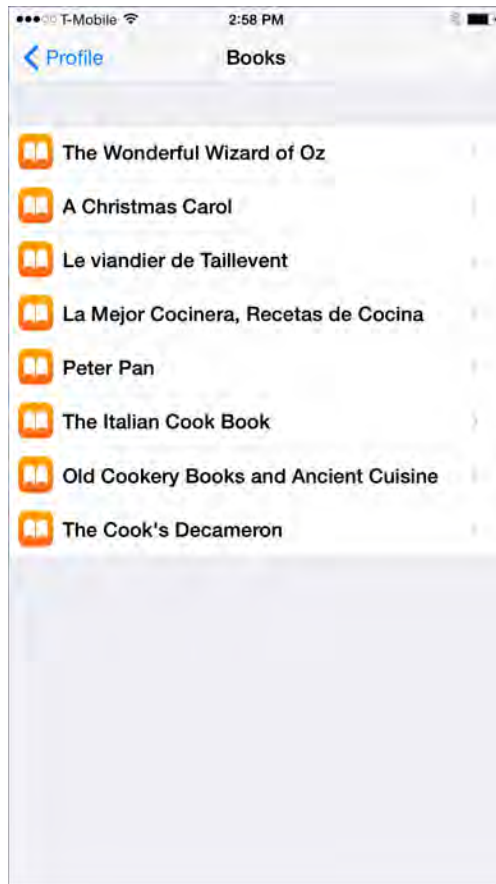 T-Mobile 2:58 PM
Profile Books
The Wonderful Wizard of Oz
A Christmas Carol
Le viandier de Taillevent
La Mejor Cocinera, Recetas de Cocina
Peter Pan
The Italian Cook Book
Old Cookery Books and Ancient Cuisine
The Cook's Decameron